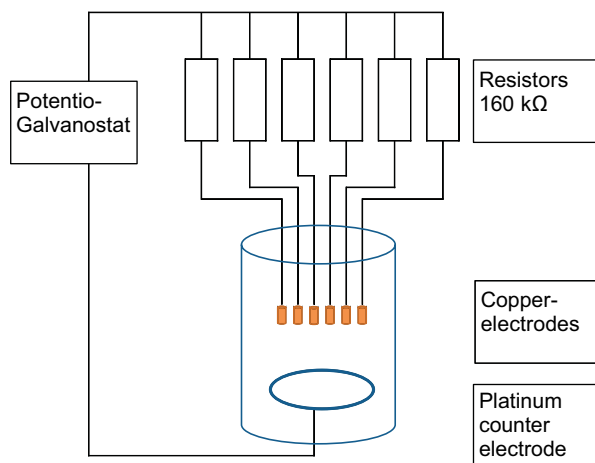 Potentio-
Galvanostat
Resistors
160 kΩ
Copper-
electrodes
Platinum
counter
electrode